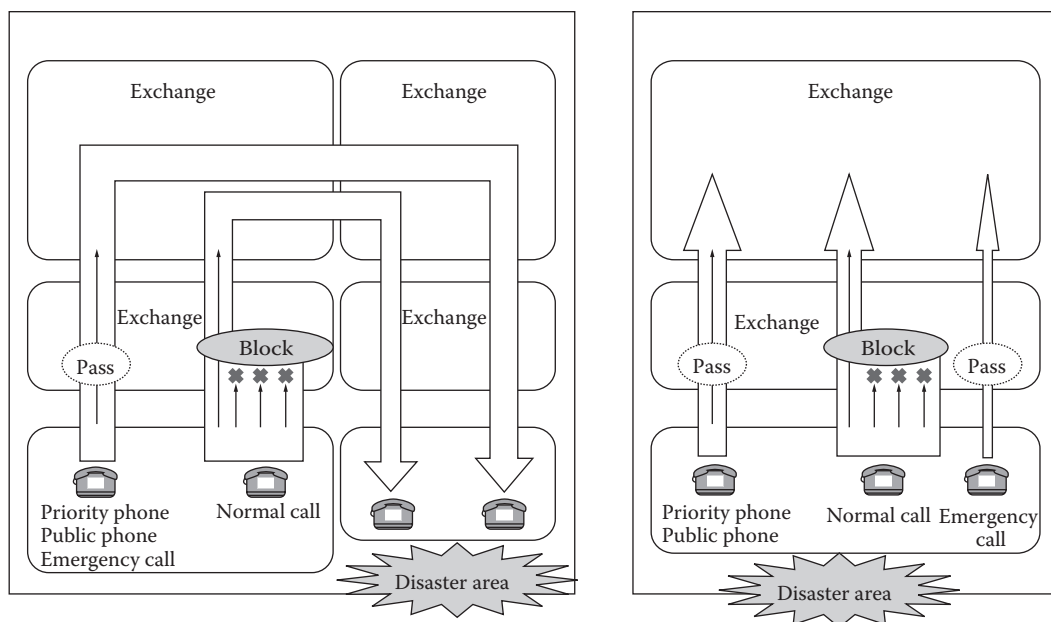 Exchange
Exchange
Exchange
Exchange
Pass
Block
Priority phone
Public phone
Emergency call
Normal call
Disaster area
Exchange
Exchange
Pass
Block
Pass
Priority phone
Public phone
Normal call
Emergency
call
Disaster area